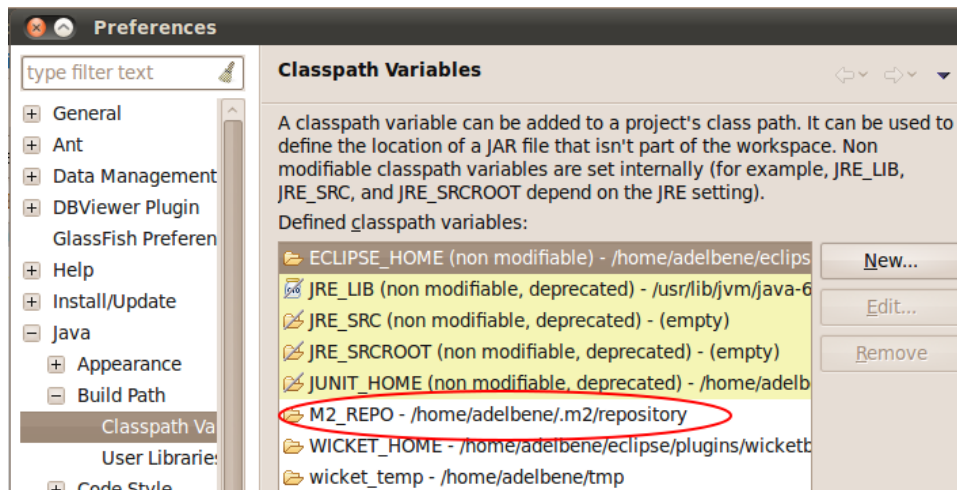 Preferences
type filter text
General
Ant
Data Management
DBViewer Plugin
GlassFish Preferen
Help
Install/Update
Java
Appearance
Build Path
Classpath Va
User Libraries
Code Style
Classpath Variables
A classpath variable can be added to a project's class path. It can be used to
define the location of a JAR file that isn't part of the workspace. Non
modifiable classpath variables are set internally (for example, JRE_LIB,
JRE_SRC, and JRE_SRCROOT depend on the JRE setting).
Defined classpath variables:
ECLIPSE_HOME (non modifiable) - /home/adelbene/eclips
JRE_LIB (non modifiable, deprecated) - /usr/lib/jvm/java-6
JRE_SRC (non modifiable, deprecated) - (empty)
JRE_SRCROOT (non modifiable, deprecated) - (empty)
JUNIT_HOME (non modifiable, deprecated) - /home/adelb
M2_REPO - /home/adelbene/.m2/repository
WICKET_HOME - /home/adelbene/eclipse/plugins/wicketb
wicket_temp - /home/adelbene/tmp
New...
Edit...
Remove